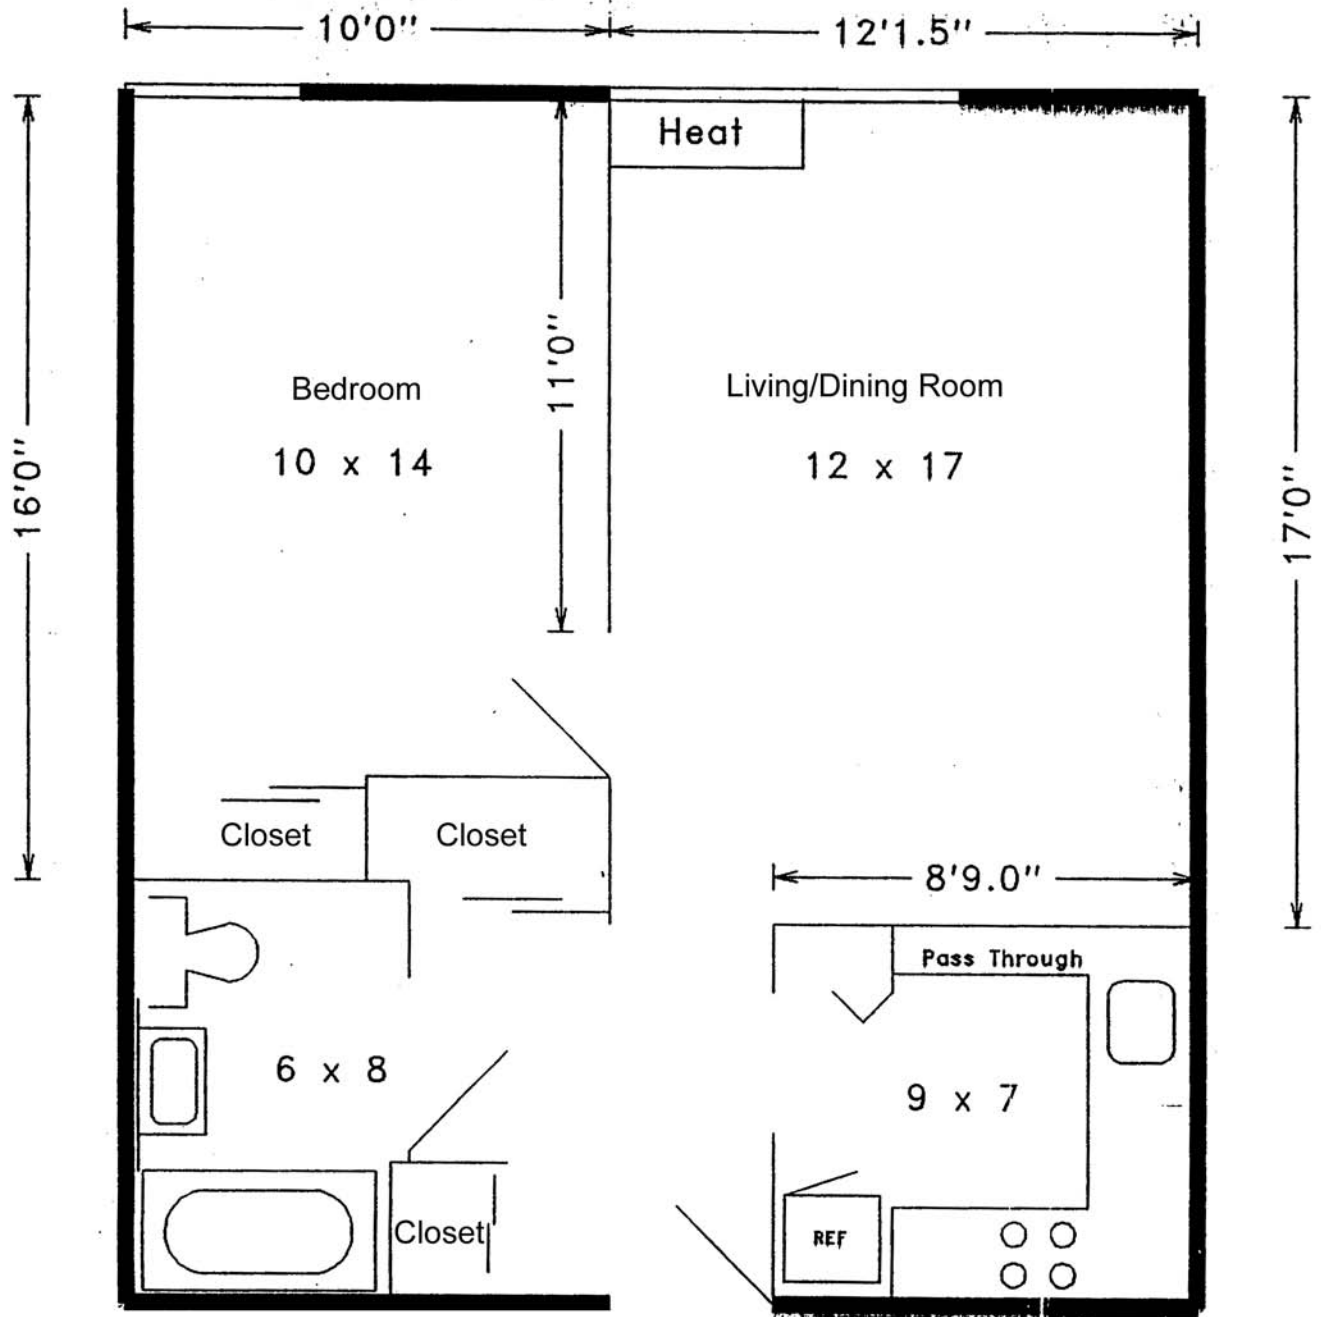 10'0"
12'1.5"
Heat
11'0"
Bedroom
10 x 14
Living/Dining Room
12 x 17
16'0"
17'0"
Closet
Closet
8'9.0"
Pass Through
6 x 8
9 x 7
Closet
REF